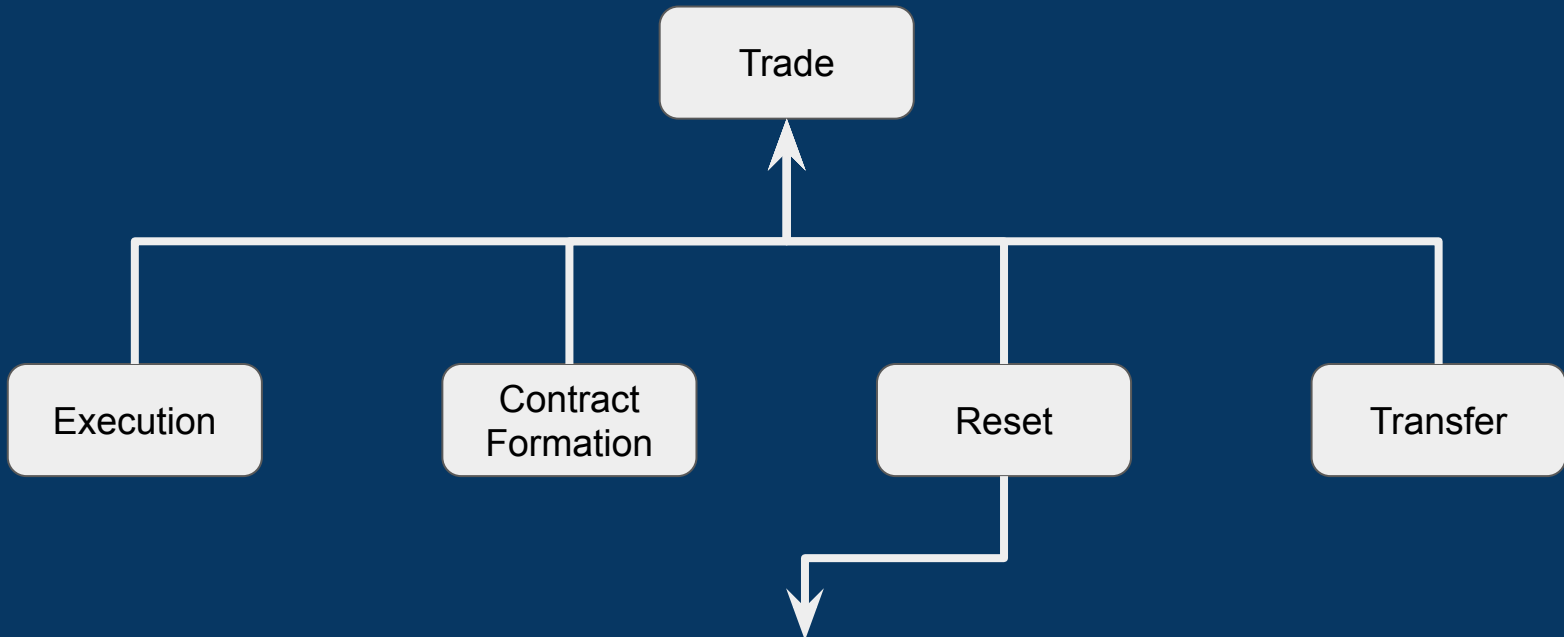 Trade
Execution
Contract
Formation
Reset
Transfer